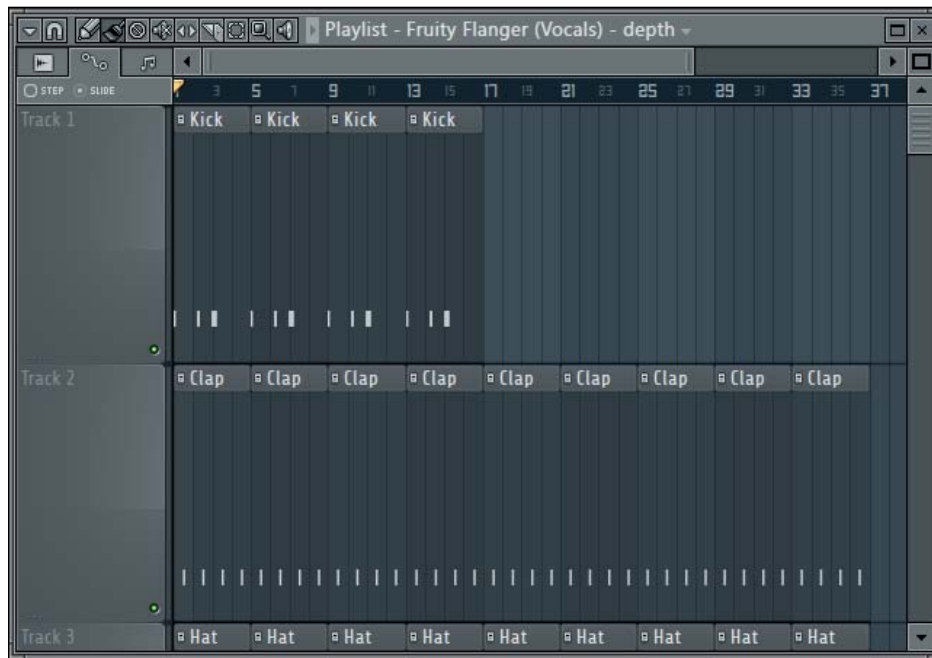 Playlist - Fruity Flanger (Vocals) - depth
STEP SLIDE 3 5 7 9 11 13 15 17 19 21 23 25 27 29 31 33 35 37
Track 1 Kick Kick Kick Kick
Track 2 Clap Clap Clap Clap Clap Clap Clap Clap Clap
Track 3 Hat Hat Hat Hat Hat Hat Hat Hat Hat